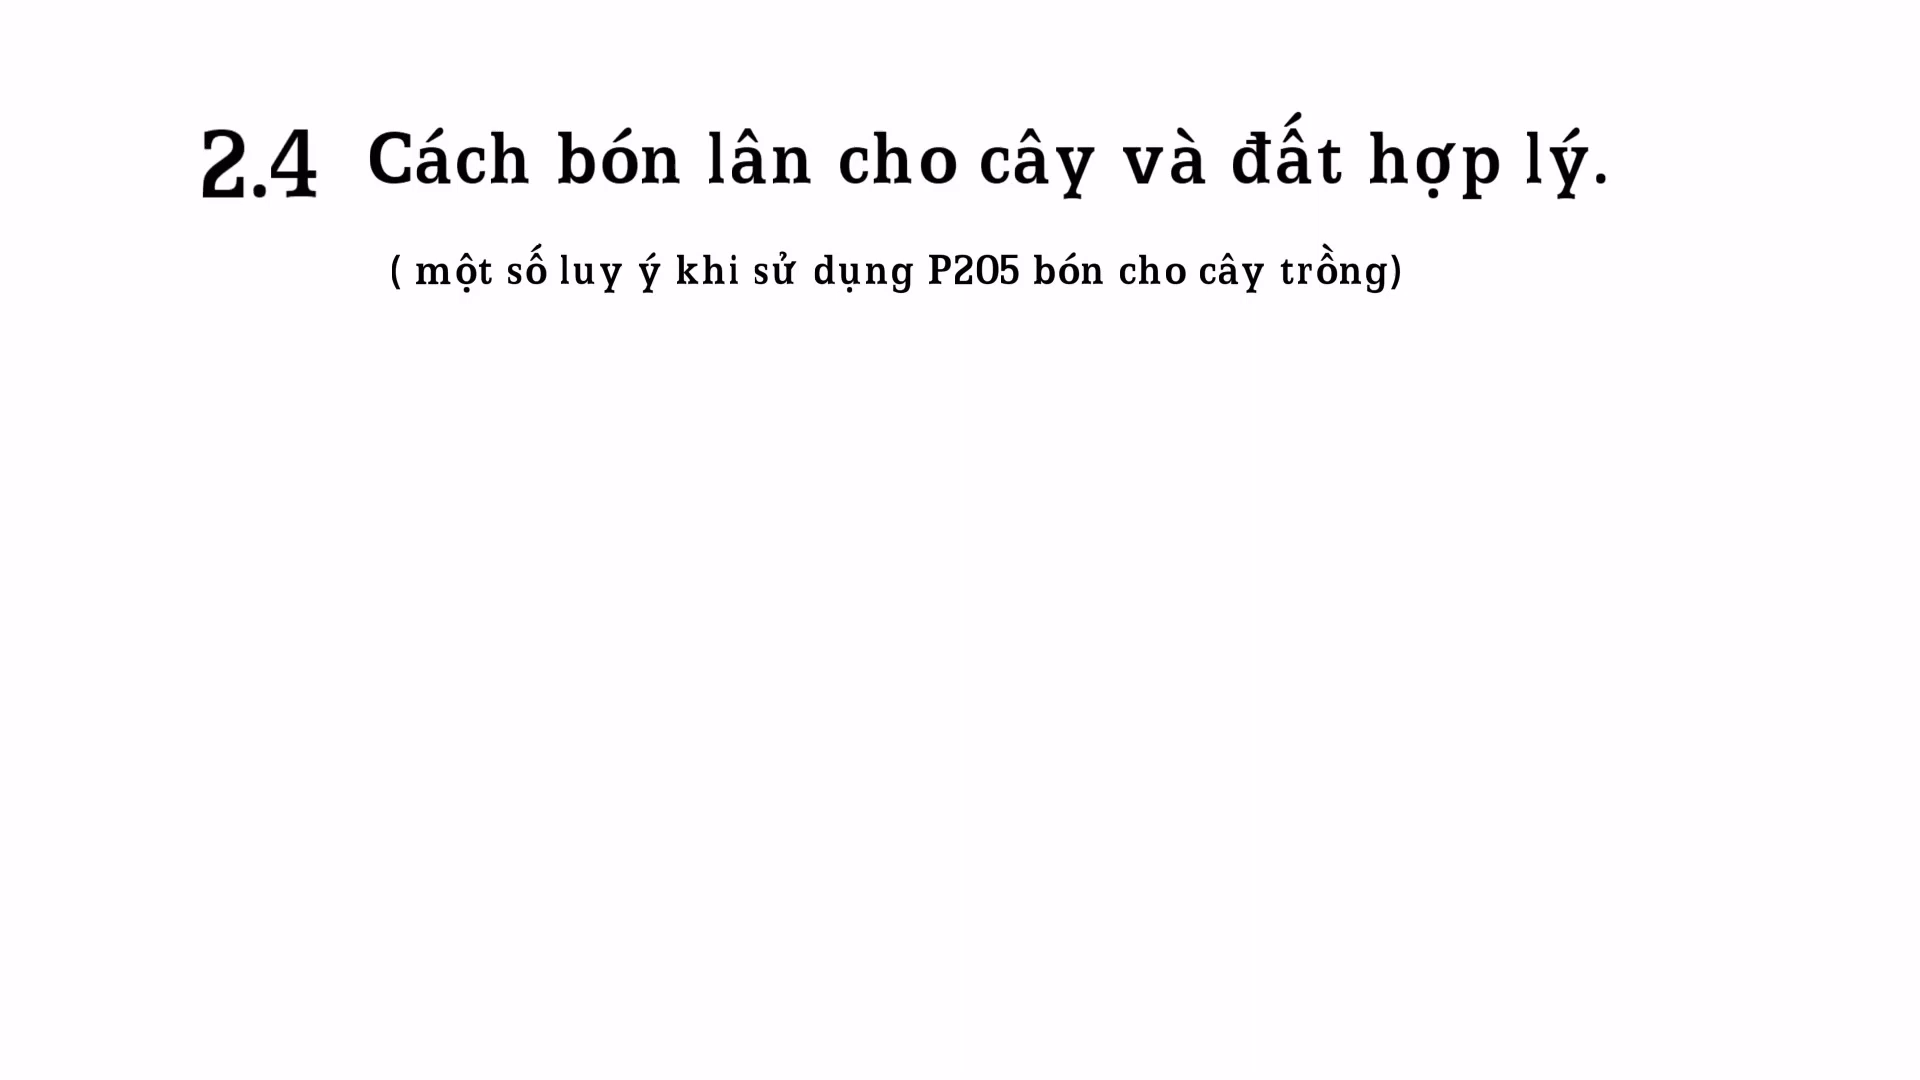 2.4 Cách bón lân cho cây và đất hợp lý.
( một số luy ý khi sử dụng P2O5 bón cho cây trồng)